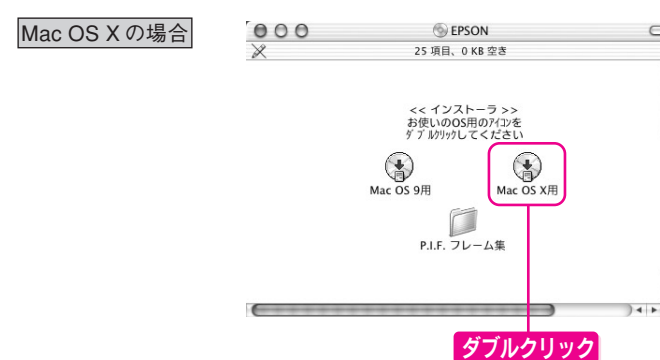 Mac OS X の場合
EPSON
25 項目、0 KB 空き
<< インストーラ >>
お使いのOS用のアイコンを
ダブルクリックしてください
Mac OS 9用
Mac OS X用
P.I.F. フレーム集
ダブルクリック